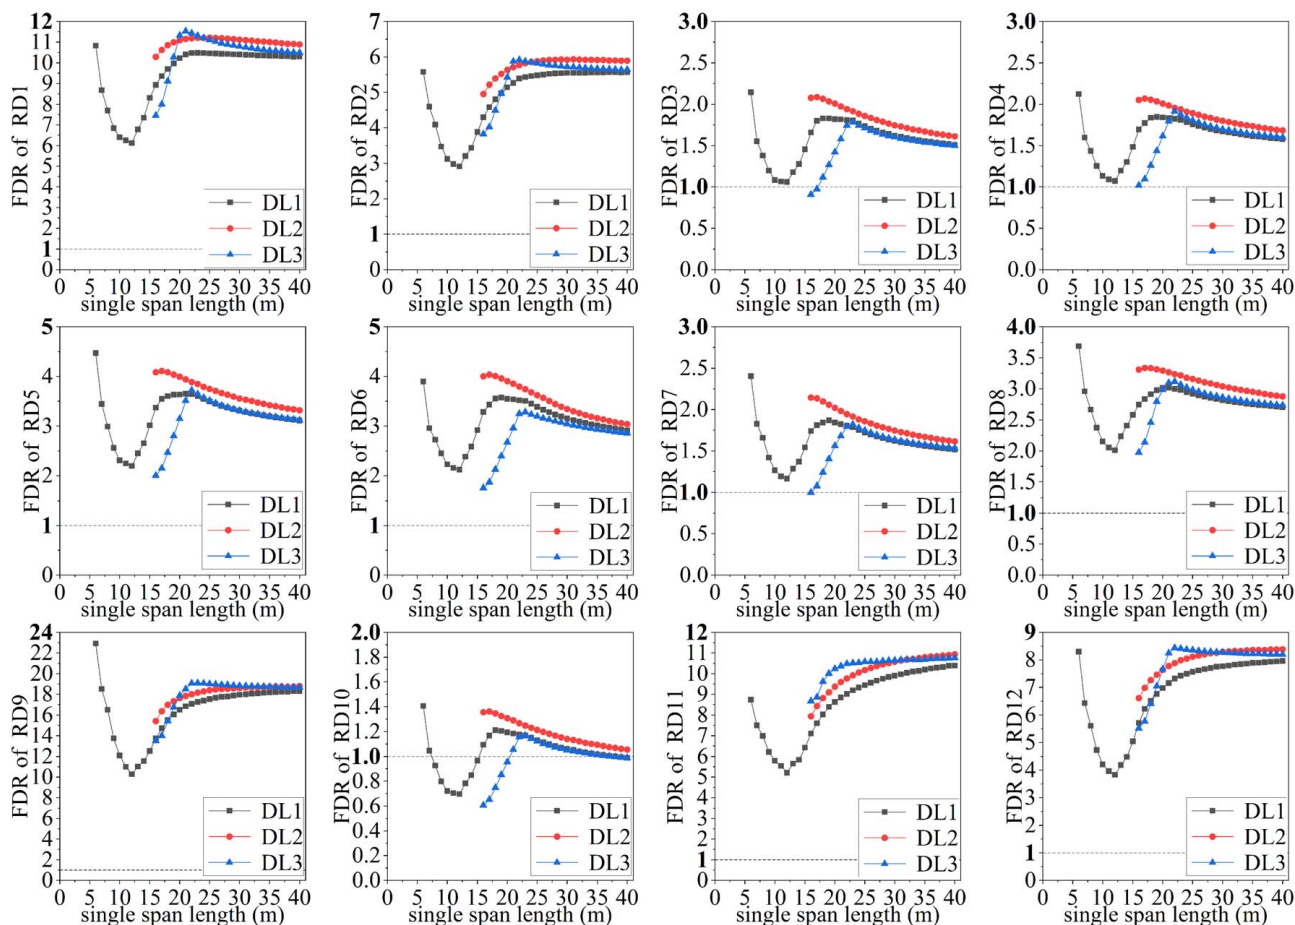 FDR of RD1
12
11
10
9
8
7
6
5
4
3
2
1
0
0 5 10 15 20 25 30 35 40
single span length (m)
DL1
DL2
DL3
FDR of RD2
7
6
5
4
3
2
1
0
0 5 10 15 20 25 30 35 40
single span length (m)
DL1
DL2
DL3
FDR of RD3
3.0
2.5
2.0
1.5
1.0
0.5
0.0
0 5 10 15 20 25 30 35 40
single span length (m)
DL1
DL2
DL3
FDR of RD4
3.0
2.5
2.0
1.5
1.0
0.5
0.0
0 5 10 15 20 25 30 35 40
single span length (m)
DL1
DL2
DL3
FDR of RD5
5
4
3
2
1
0
0 5 10 15 20 25 30 35 40
single span length (m)
DL1
DL2
DL3
FDR of RD6
5
4
3
2
1
0
0 5 10 15 20 25 30 35 40
single span length (m)
DL1
DL2
DL3
FDR of RD7
3.0
2.5
2.0
1.5
1.0
0.5
0.0
0 5 10 15 20 25 30 35 40
single span length (m)
DL1
DL2
DL3
FDR of RD8
4.0
3.5
3.0
2.5
2.0
1.5
1.0
0.5
0.0
0 5 10 15 20 25 30 35 40
single span length (m)
DL1
DL2
DL3
FDR of RD9
24
22
20
18
16
14
12
10
8
6
4
2
0
0 5 10 15 20 25 30 35 40
single span length (m)
DL1
DL2
DL3
FDR of RD10
2.0
1.8
1.6
1.4
1.2
1.0
0.8
0.6
0.4
0.2
0.0
0 5 10 15 20 25 30 35 40
single span length (m)
DL1
DL2
DL3
FDR of RD11
12
11
10
9
8
7
6
5
4
3
2
1
0
0 5 10 15 20 25 30 35 40
single span length (m)
DL1
DL2
DL3
FDR of RD12
9
8
7
6
5
4
3
2
1
0
0 5 10 15 20 25 30 35 40
single span length (m)
DL1
DL2
DL3